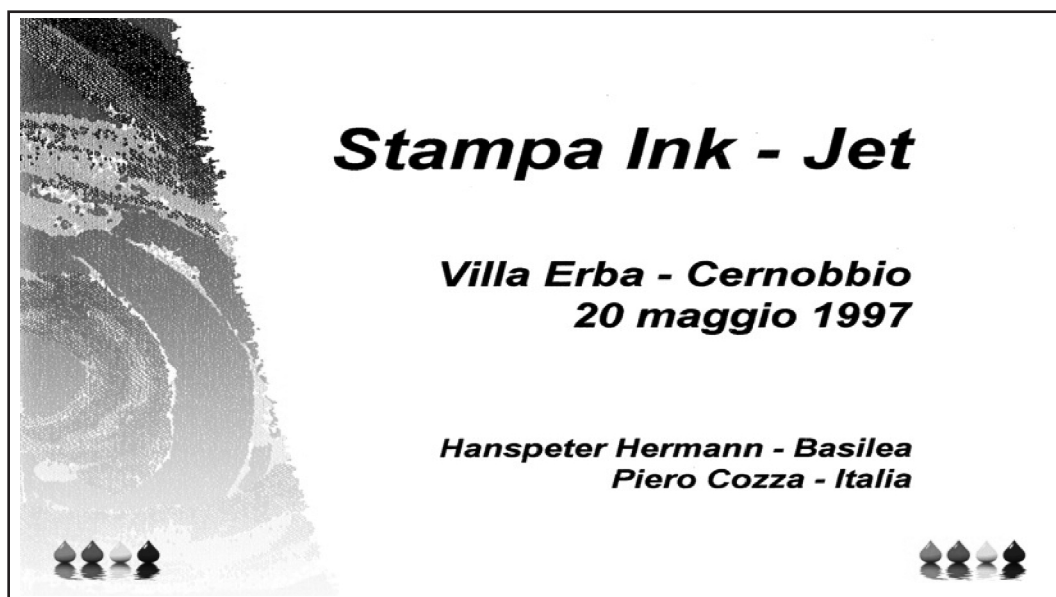 Stampa Ink - Jet
Villa Erba - Cernobbio
20 maggio 1997
Hanspeter Hermann - Basilea
Piero Cozza - Italia